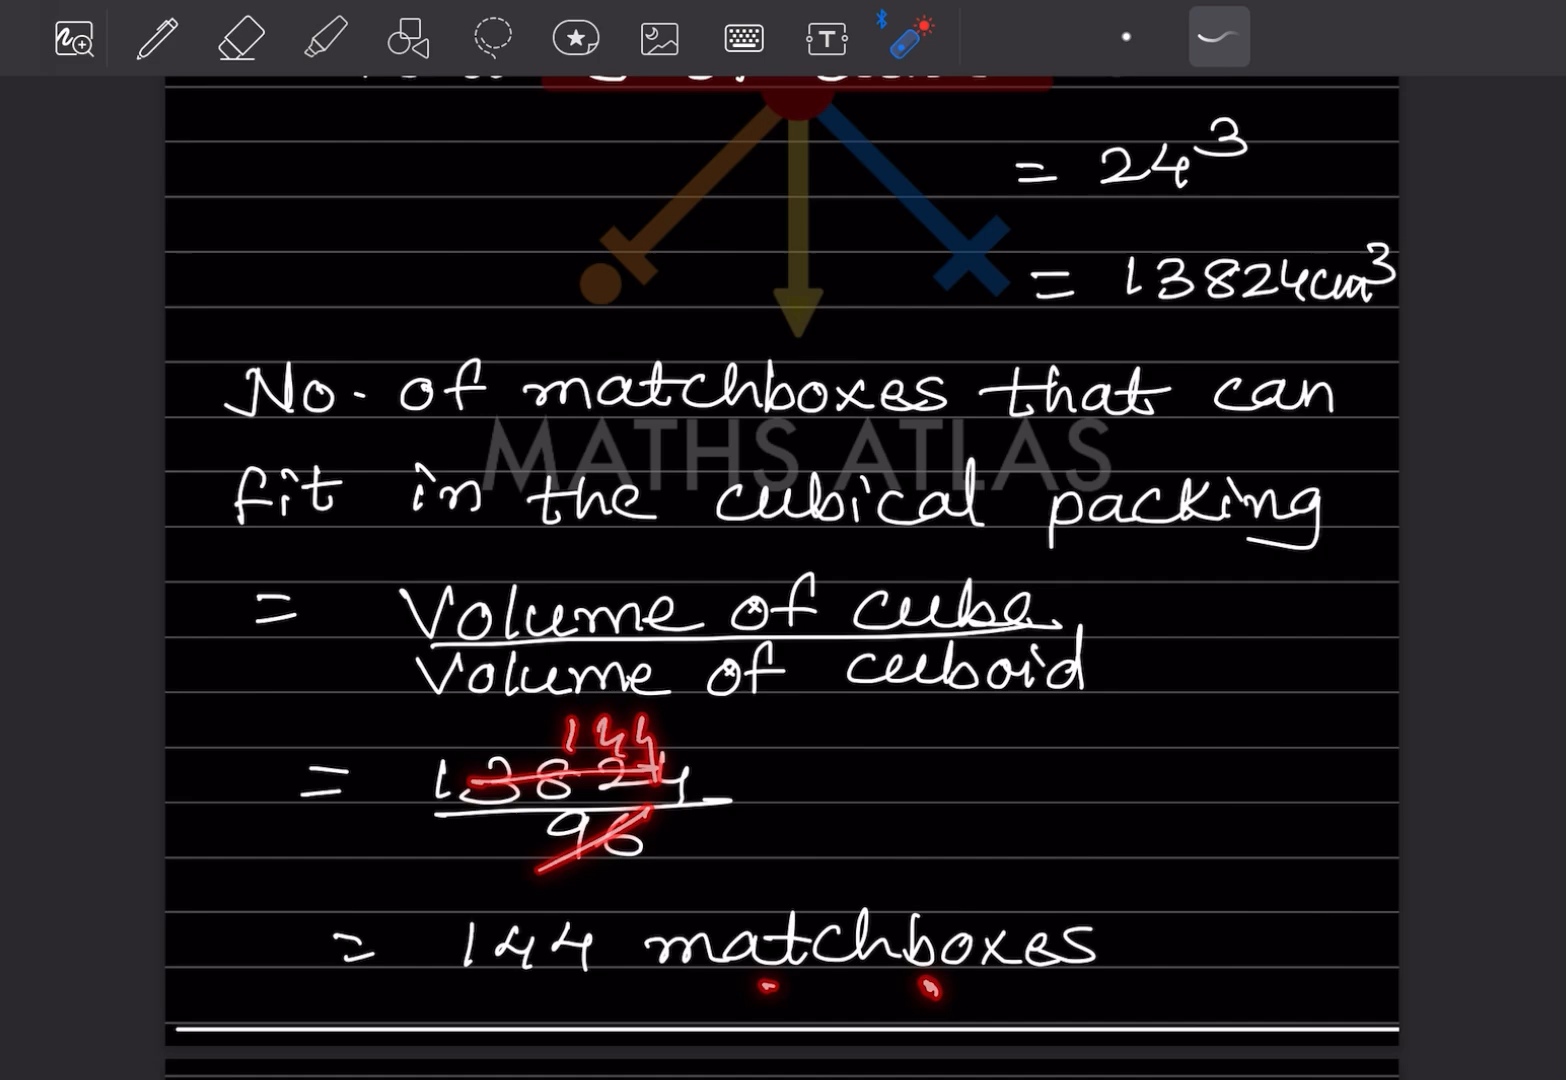 = 24³
= 13824cm³
No. of matchboxes that can
MATHS ATLAS
fit in the cubical packing
= Volume of cube
Volume of cuboid
144
= 13824
96
= 144 matchboxes